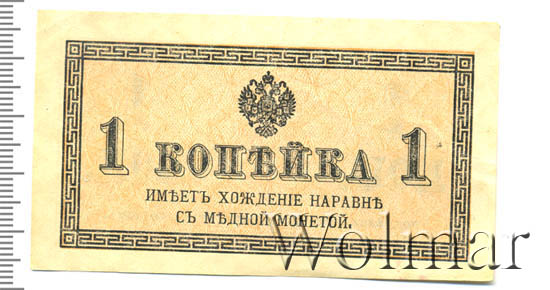 1 КОПѢЙКА 1
ИМѢЕТЪ ХОЖДЕНІЕ НАРАВНѢ
СЪ МѢДНОЙ МОНЕТОЙ.
Wolmar